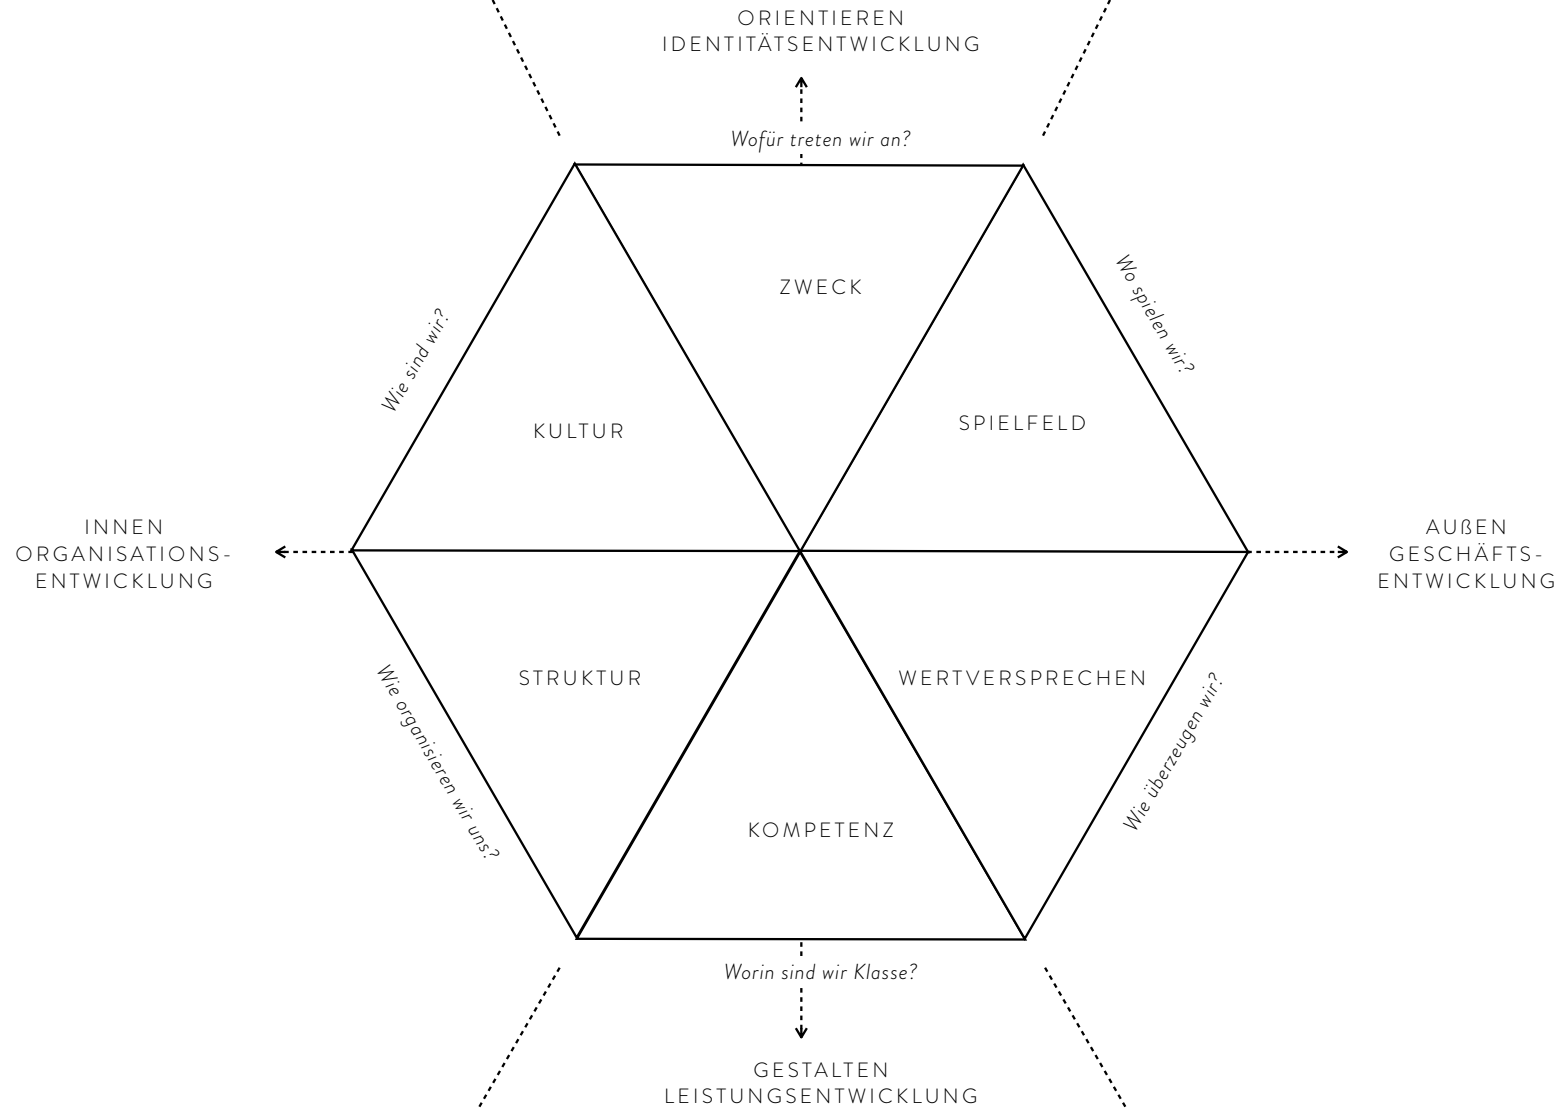 ORIENTIEREN
IDENTITÄTSENTWICKLUNG
Wofür treten wir an?
ZWECK
Wo spielen wir?
Wie sind wir?
SPIELFELD
KULTUR
INNEN
ORGANISATIONS-
ENTWICKLUNG
AUßEN
GESCHÄFTS-
ENTWICKLUNG
STRUKTUR
WERTVERSPRECHEN
Wie organisieren wir uns?
Wie überzeugen wir?
KOMPETENZ
Worin sind wir Klasse?
GESTALTEN
LEISTUNGSENTWICKLUNG